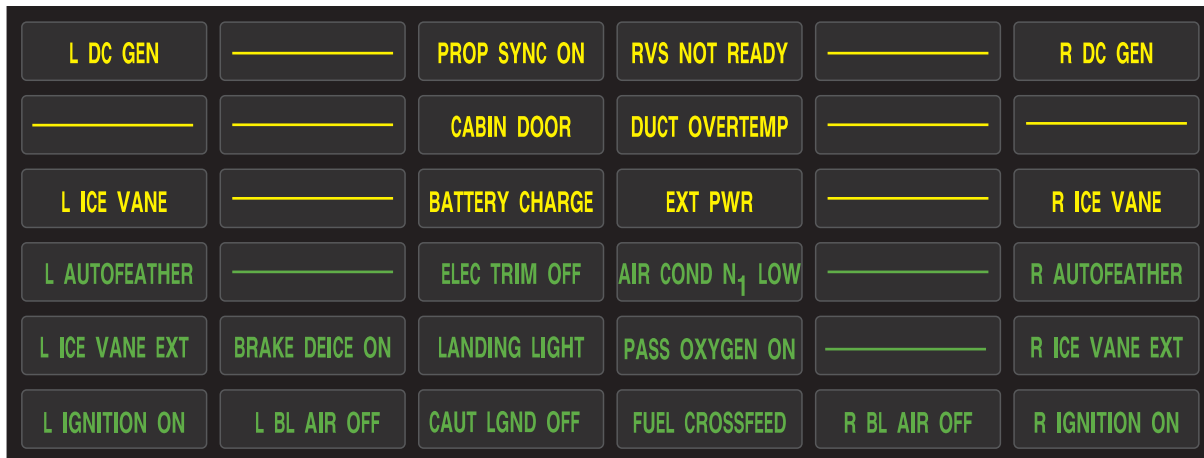 L DC GEN PROP SYNC ON RVS NOT READY R DC GEN
CABIN DOOR DUCT OVERTEMP
L ICE VANE BATTERY CHARGE EXT PWR R ICE VANE
L AUTOFEATHER ELEC TRIM OFF AIR COND N1 LOW R AUTOFEATHER
L ICE VANE EXT BRAKE DEICE ON LANDING LIGHT PASS OXYGEN ON R ICE VANE EXT
L IGNITION ON L BL AIR OFF CAUT LGND OFF FUEL CROSSFEED R BL AIR OFF R IGNITION ON